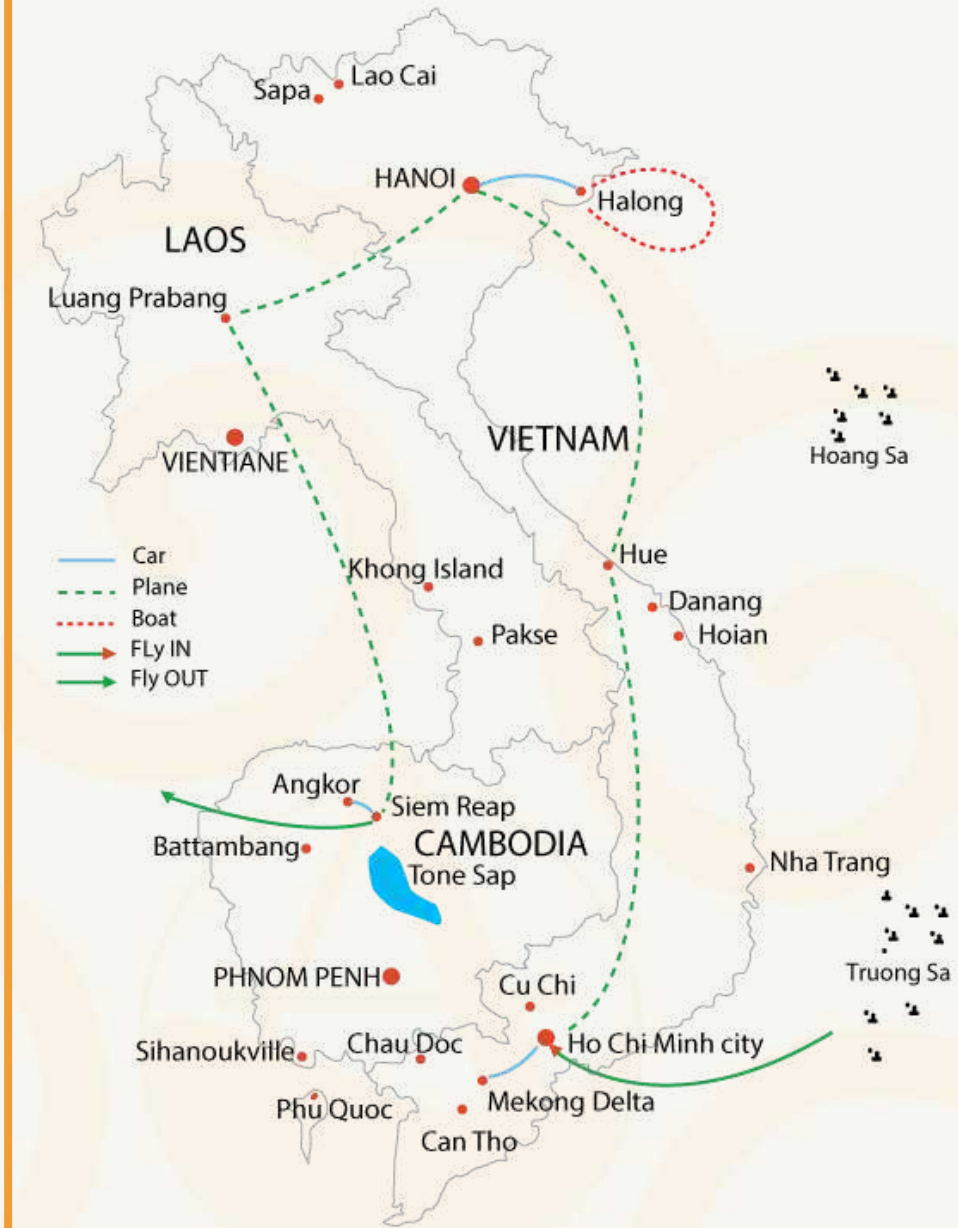 Lao Cai
Sapa
HANOI
Halong
LAOS
Luang Prabang
VIETNAM
VIENTIANE
Hoang Sa
Car
Plane
Boat
FLy IN
Fly OUT
Khong Island
Hue
Danang
Hoian
Pakse
Angkor
Siem Reap
Battambang
CAMBODIA
Tone Sap
Nha Trang
PHNOM PENH
Cu Chi
Truong Sa
Sihanoukville
Chau Doc
Ho Chi Minh city
Phu Quoc
Mekong Delta
Can Tho